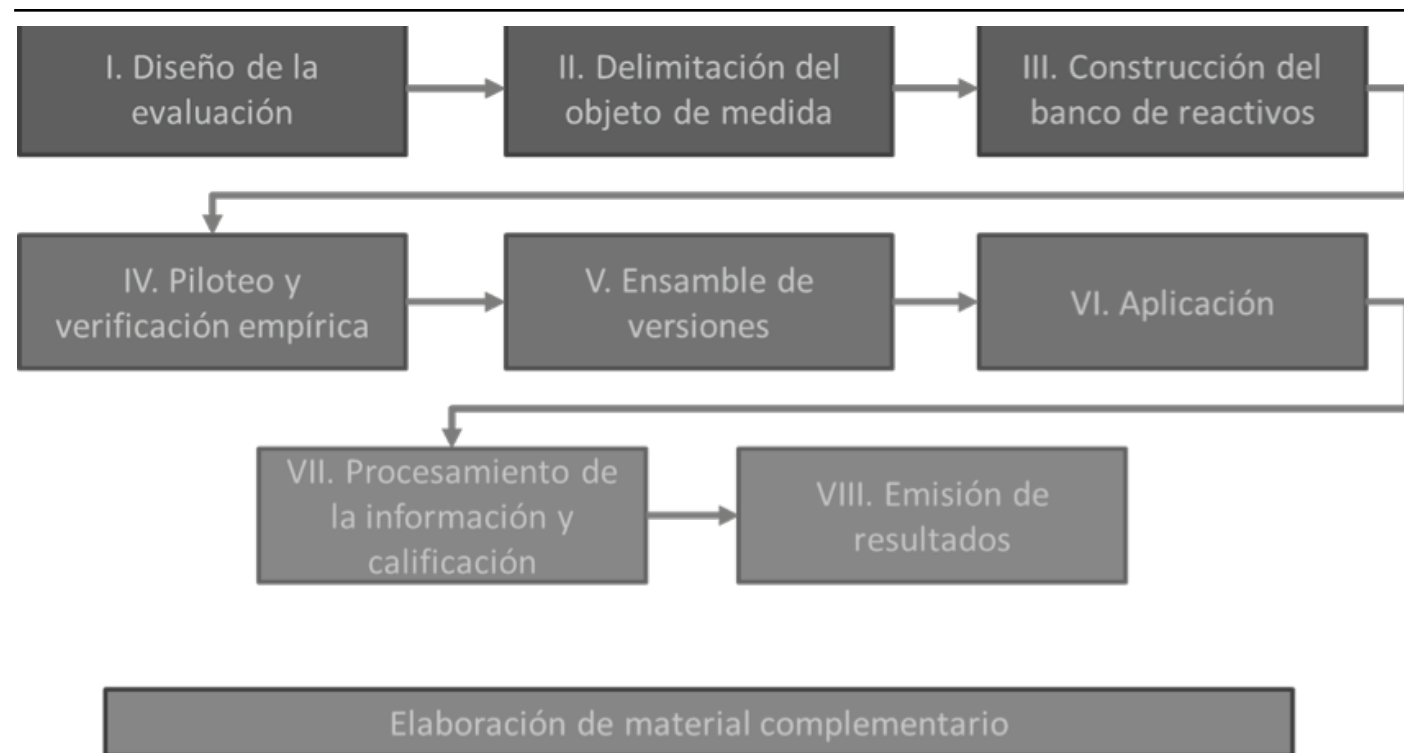 I. Diseño de la
evaluación
II. Delimitación del
objeto de medida
III. Construcción del
banco de reactivos
IV. Piloteo y
verificación empírica
V. Ensamble de
versiones
VI. Aplicación
VII. Procesamiento de
la información y
calificación
VIII. Emisión de
resultados
Elaboración de material complementario